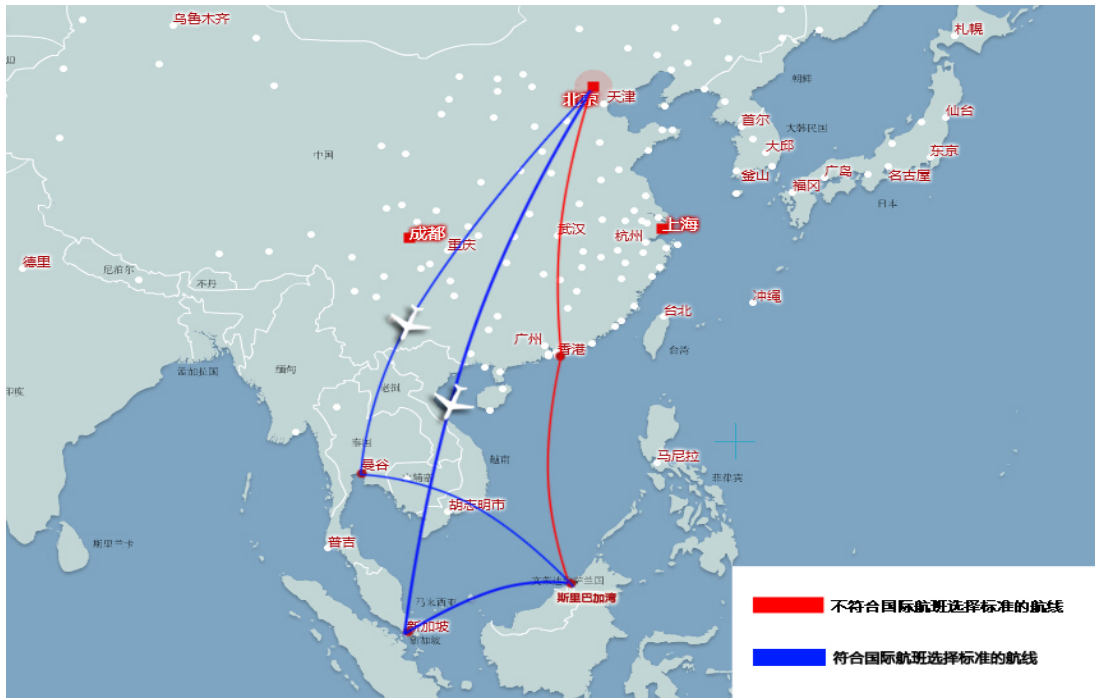 乌鲁木齐
札幌
朝鲜
北京
天津
仙台
首尔
大韩民国
大邱
东京
中国
釜山
广岛
名古屋
福冈
日本
成都
重庆
武汉
杭州
上海
德里
尼泊尔
不丹
冲绳
台北
广州
香港
台湾
孟加拉国
缅甸
老挝
印度
泰国
曼谷
越南
马尼拉
菲律宾
柬埔寨
胡志明市
斯里兰卡
普吉
斯里巴加湾
马来西亚
新加坡
新加坡
不符合国际航班选择标准的航线
符合国际航班选择标准的航线